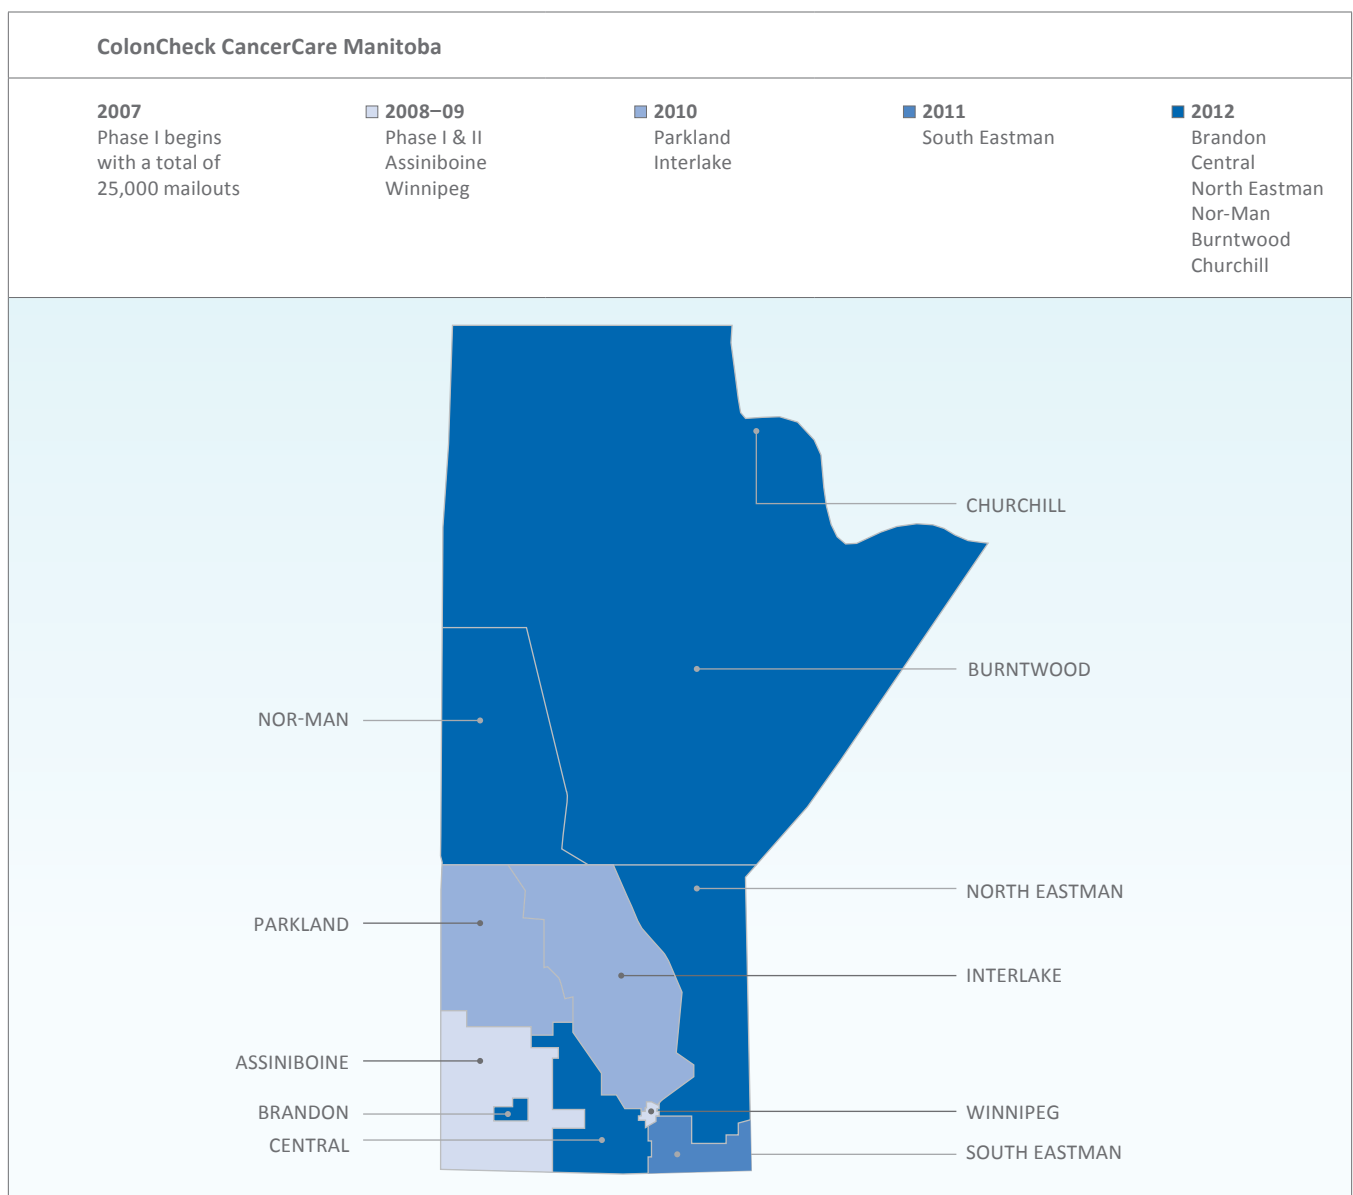 ColonCheck CancerCare Manitoba
2007
Phase I begins
with a total of
25,000 mailouts
2008–09
Phase I & II
Assiniboine
Winnipeg
2010
Parkland
Interlake
2011
South Eastman
2012
Brandon
Central
North Eastman
Nor-Man
Burntwood
Churchill
CHURCHILL
BURNTWOOD
NOR-MAN
NORTH EASTMAN
PARKLAND
INTERLAKE
ASSINIBOINE
BRANDON
WINNIPEG
CENTRAL
SOUTH EASTMAN